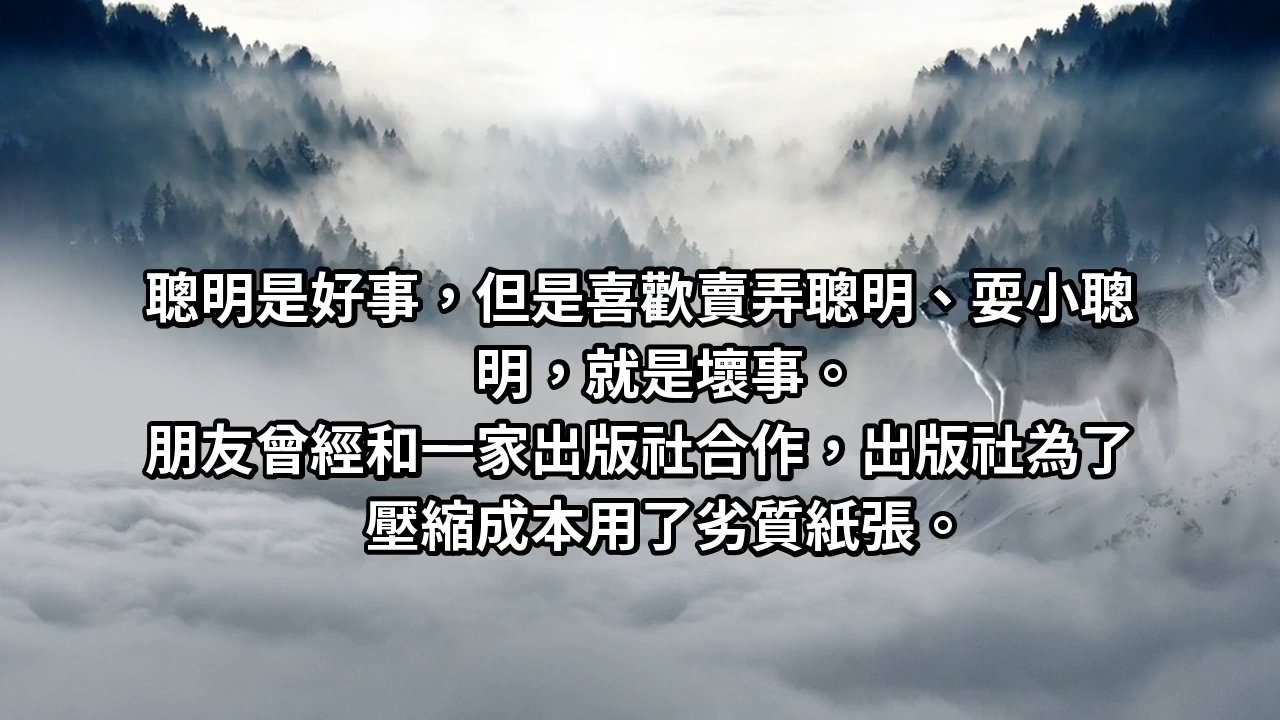 聰明是好事，但是喜歡賣弄聰明、耍小聰
明，就是壞事。
朋友曾經和一家出版社合作，出版社為了
壓縮成本用了劣質紙張。